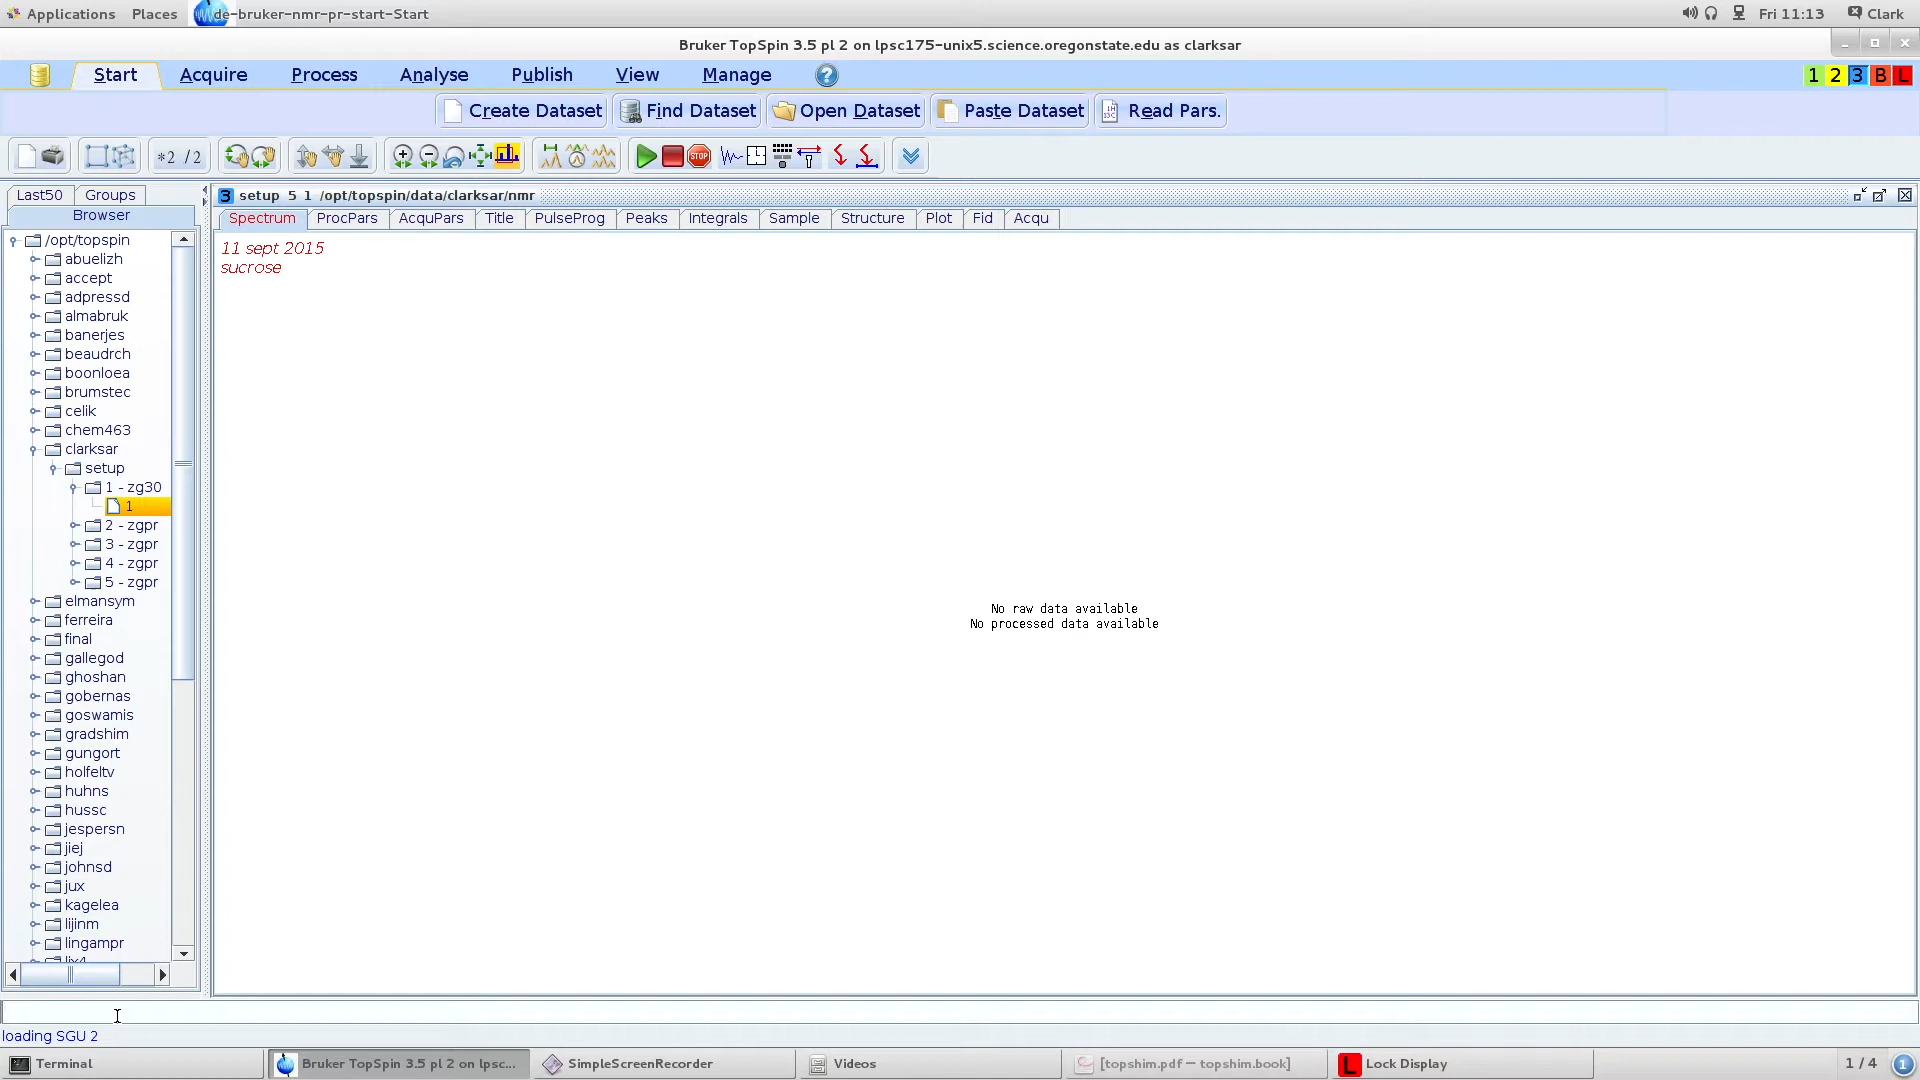 Applications Places de-bruker-nmr-pr-start-Start Fri 11:13 Clark
Bruker TopSpin 3.5 pl 2 on lpsc175-unix5.science.oregonstate.edu as clarksar
Start Acquire Process Analyse Publish View Manage ? 1 2 3 B L
Create Dataset Find Dataset Open Dataset Paste Dataset Read Pars.
*2 /2 STOP
Last50 Groups
Browser
3 setup 5 1 /opt/topspin/data/clarksar/nmr
Spectrum ProcPars AcquPars Title PulseProg Peaks Integrals Sample Structure Plot Fid Acqu
/opt/topspin
abuelizh
accept
adpressd
almabruk
banerjes
beaudrch
boonloea
brumstec
celik
chem463
clarksar
setup
1 - zg30
1
2 - zgpr
3 - zgpr
4 - zgpr
5 - zgpr
elmansym
ferreira
final
gallegod
ghoshan
gobernas
goswamis
gradshim
gungort
holfeltv
huhns
hussc
jespersn
jiej
johnsd
jux
kagelea
lijinm
lingampr
11 sept 2015
sucrose
No raw data available
No processed data available
loading SGU 2
Terminal Bruker TopSpin 3.5 pl 2 on lpsc... SimpleScreenRecorder Videos [topshim.pdf — topshim.book] L Lock Display 1 / 4 1